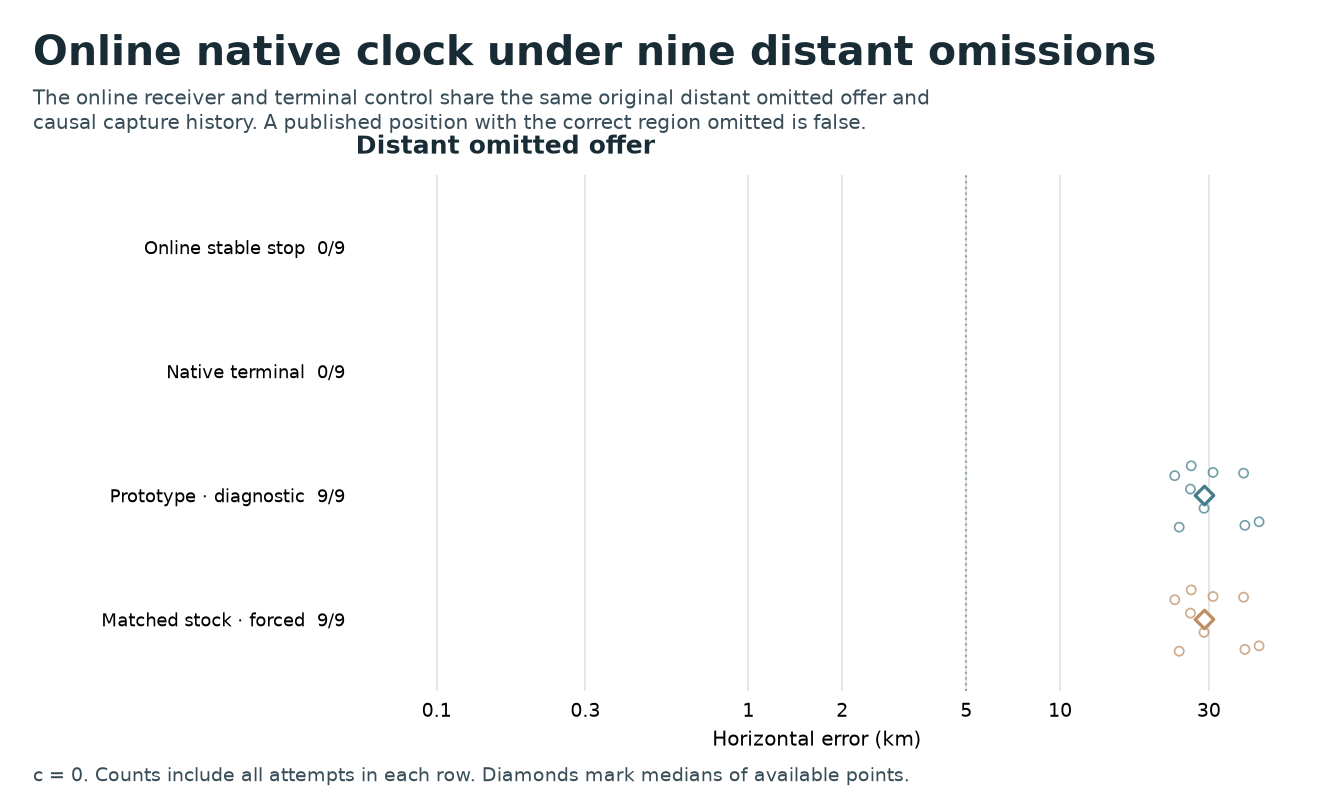 Online native clock under nine distant omissions
The online receiver and terminal control share the same original distant omitted offer and
causal capture history. A published position with the correct region omitted is false.
Distant omitted offer
Online stable stop 0/9
Native terminal 0/9
Prototype · diagnostic 9/9
Matched stock · forced 9/9
0.1 0.3 1 2 5 10 30
Horizontal error (km)
c = 0. Counts include all attempts in each row. Diamonds mark medians of available points.